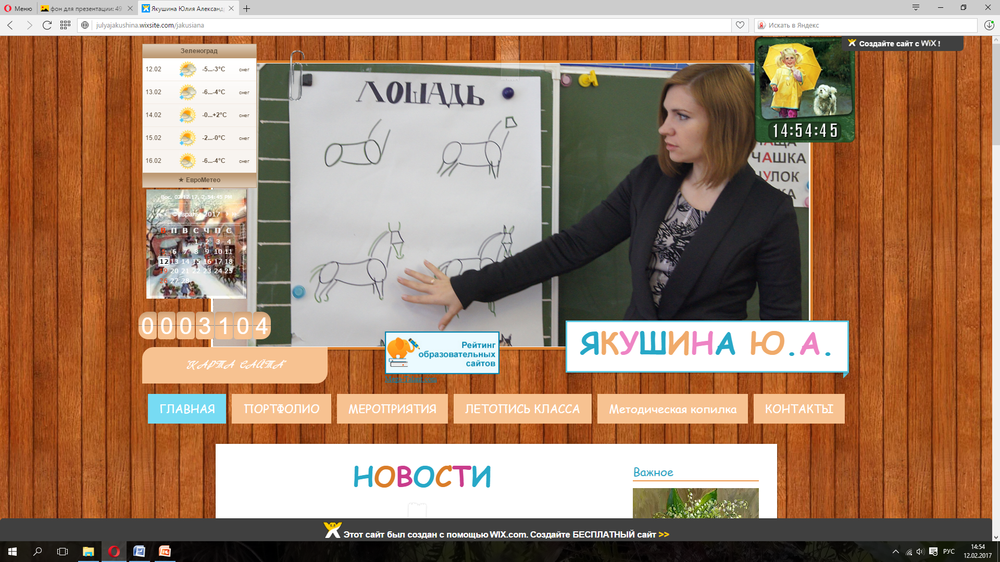 Меню
фон для презентации: 49
Якушина Юлия Александр
julyajakushina.wixsite.com/jakusiana
Искать в Яндекс
Создайте сайт с WiX !
Зеленоград
12.02 -5...-3°C снег
13.02 -6...-4°C снег
14.02 -0...+2°C снег
15.02 -2...-0°C снег
16.02 -6...-4°C снег
★ ЕвроМетео
Вос, 02.12.17, 2:54:45 PM
Февраль 2017
В П В С Ч П С
1 2 3 4
6 7 8 9 10 11
12 13 14 15 16 17 18
19 20 21 22 23 24 25
26 27 28
0003104
ЛОШАДЬ
14:54:45
ЧАШКА
"КАРТА САЙТА"
Рейтинг
образовательных
сайтов
ЯКУШИНА Ю.А.
ГЛАВНАЯ
ПОРТФОЛИО
МЕРОПРИЯТИЯ
ЛЕТОПИСЬ КЛАССА
Методическая копилка
КОНТАКТЫ
НОВОСТИ
Важное
Этот сайт был создан с помощью WIX.com. Создайте БЕСПЛАТНЫЙ сайт >>
РУС
14:54
12.02.2017